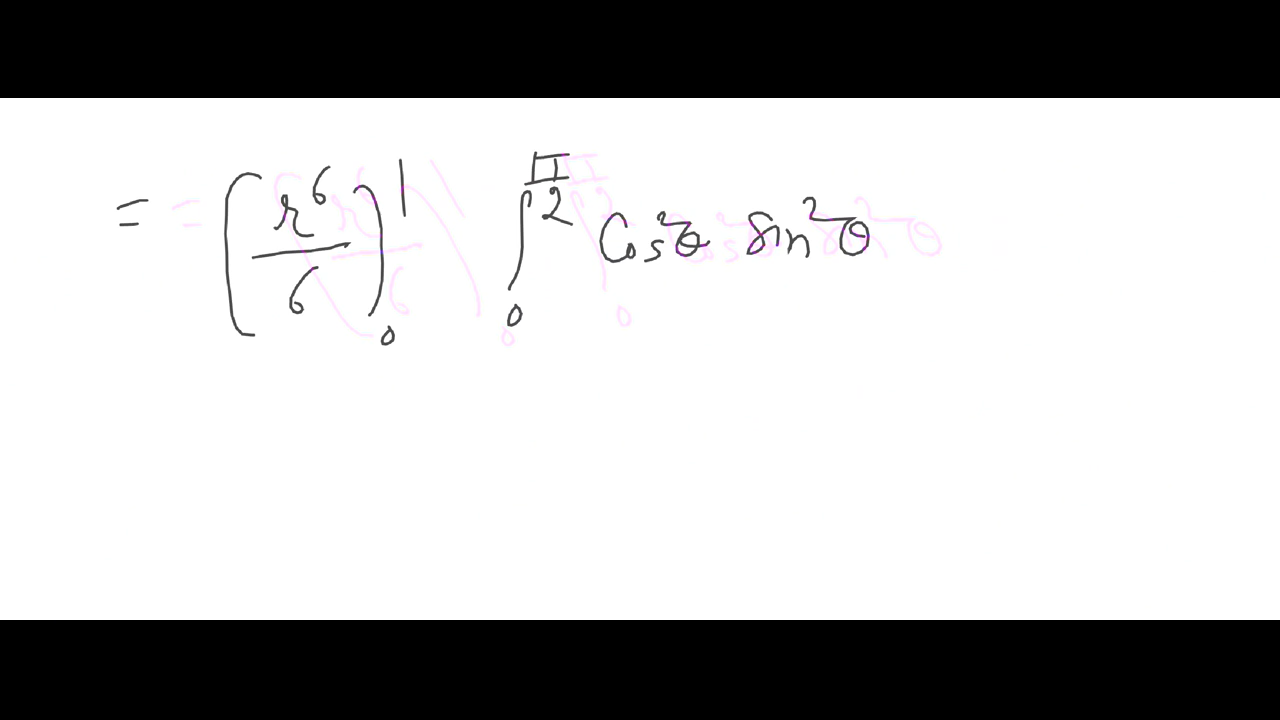 = (r^6/6)_0^1 ∫_0^{π/2} Cos²θ Sin²θ